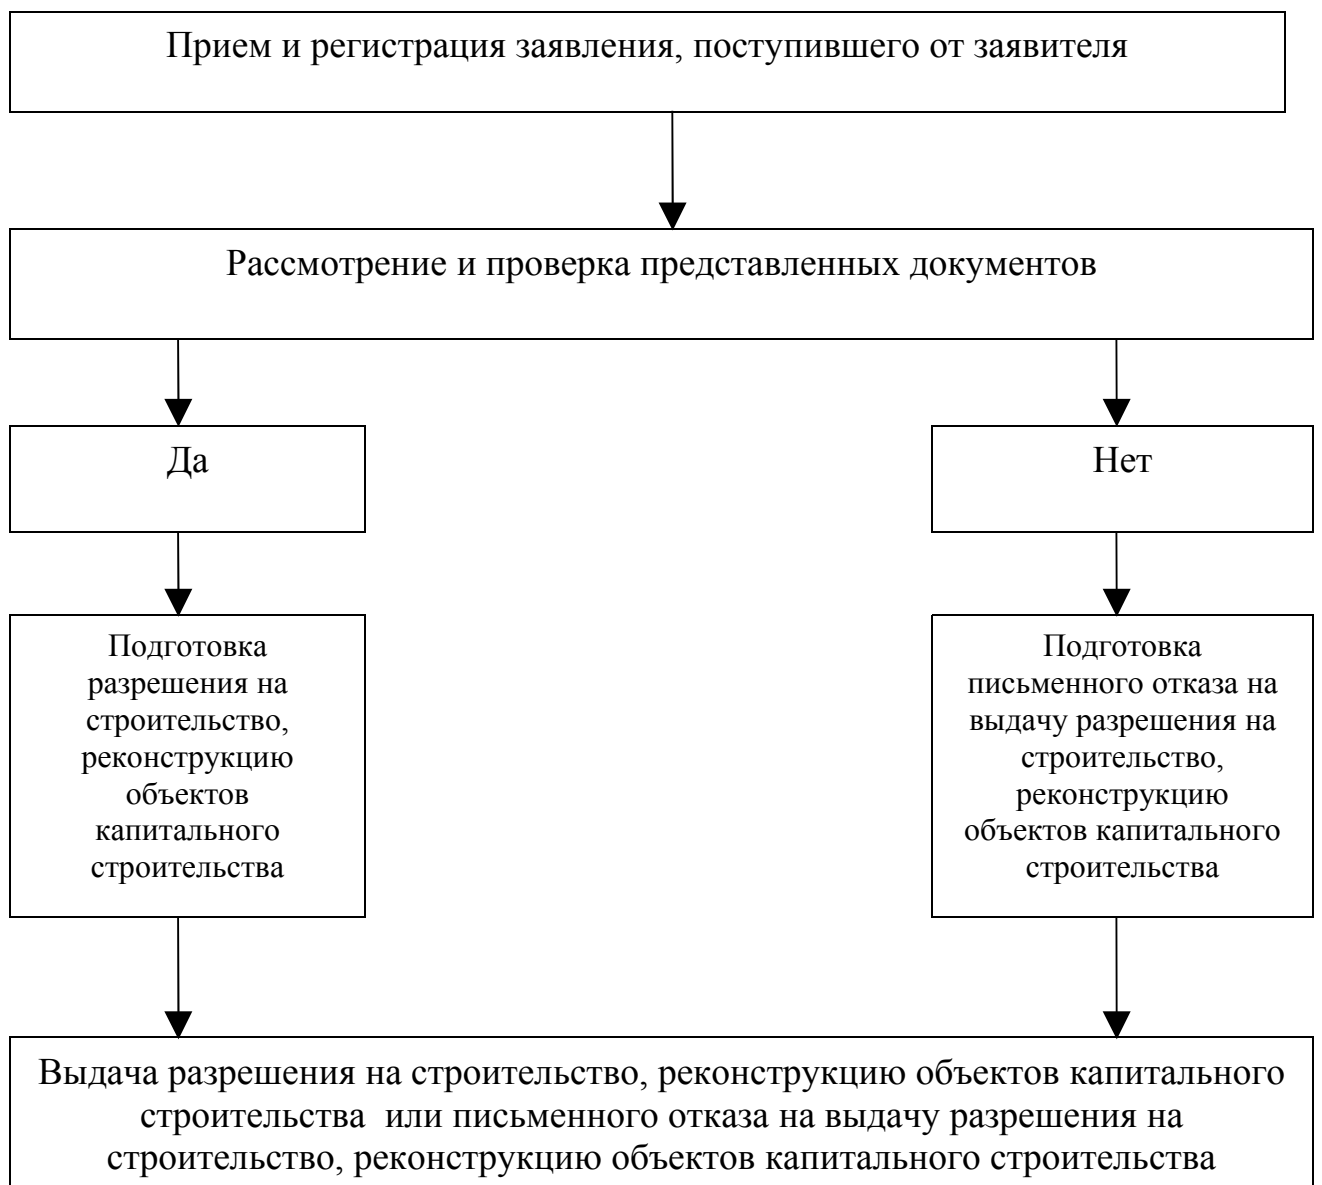 Прием и регистрация заявления, поступившего от заявителя
Рассмотрение и проверка представленных документов
Да
Нет
Подготовка
разрешения на
строительство,
реконструкцию
объектов
капитального
строительства
Подготовка
письменного отказа на
выдачу разрешения на
строительство,
реконструкцию
объектов капитального
строительства
Выдача разрешения на строительство, реконструкцию объектов капитального
строительства или письменного отказа на выдачу разрешения на
строительство, реконструкцию объектов капитального строительства